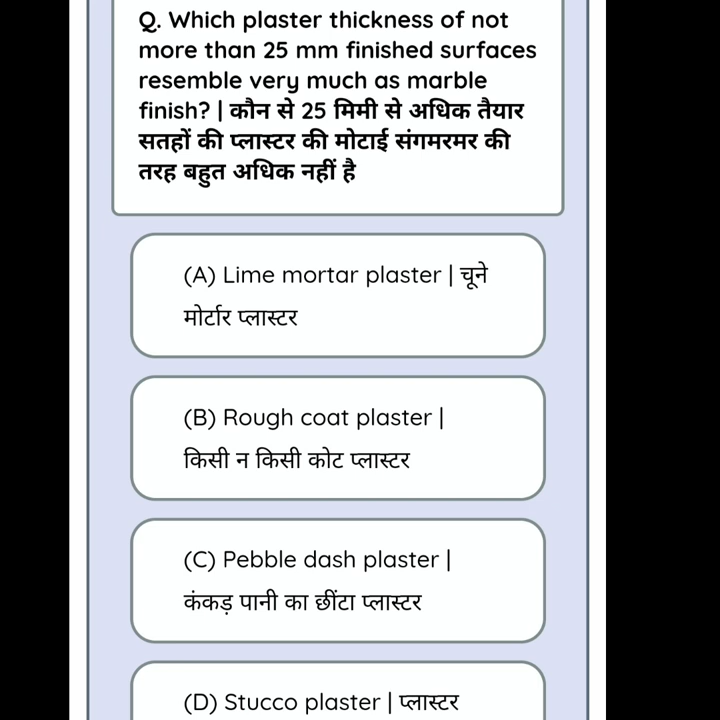 Q. Which plaster thickness of not
more than 25 mm finished surfaces
resemble very much as marble
finish? | कौन से 25 मिमी से अधिक तैयार
सतहों की प्लास्टर की मोटाई संगमरमर की
तरह बहुत अधिक नहीं है
(A) Lime mortar plaster | चूने
मोर्टार प्लास्टर
(B) Rough coat plaster |
किसी न किसी कोट प्लास्टर
(C) Pebble dash plaster |
कंकड़ पानी का छींटा प्लास्टर
(D) Stucco plaster | प्लास्टर